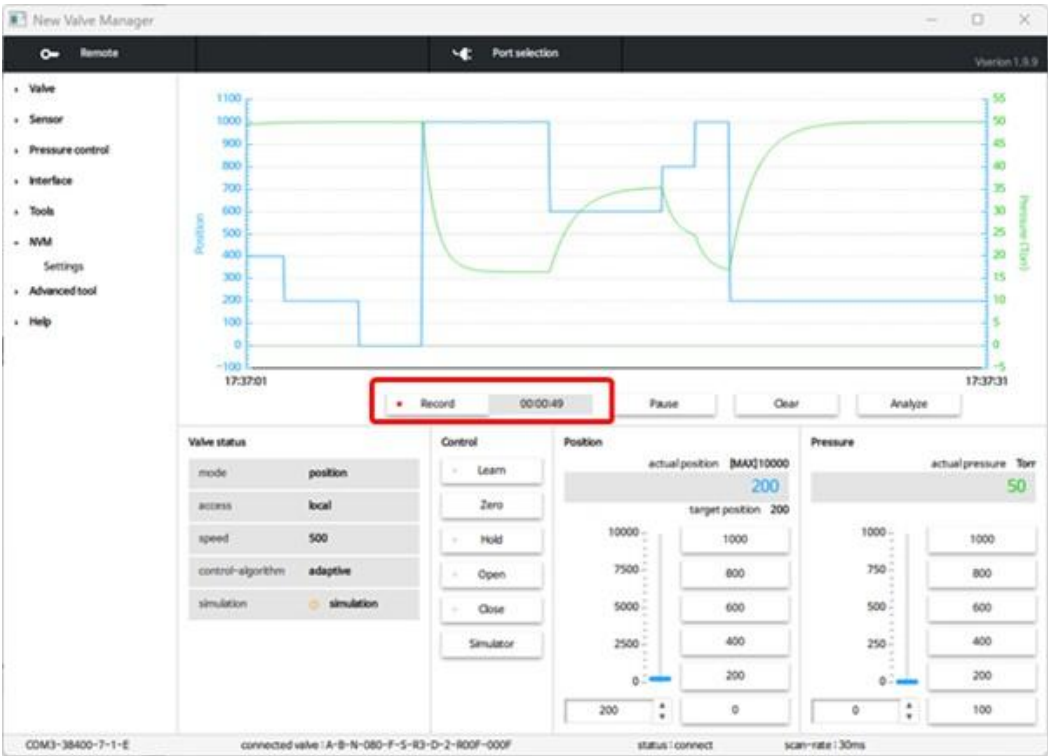 New Valve Manager
Remote
Port selection
Vserion 1.9.9
Valve
Sensor
Pressure control
Interface
Tools
NVM
Settings
Advanced tool
Help
1100
1000
900
800
700
600
500
400
300
200
100
0
-100
Position
55
50
45
40
35
30
25
20
15
10
5
0
-5
Pressure (Torr)
17:37:01
17:37:31
Record 00:00:49 Pause Clear Analyze
Valve status
mode position
access local
speed 500
control-algorithm adaptive
simulation simulation
Control
Learn
Zero
Hold
Open
Close
Simulator
Position
actual position [MAX]10000
200
target position 200
10000
7500
5000
2500
0
1000
800
600
400
200
0
200
Pressure
actual pressure Torr
50
1000
750
500
250
0
1000
800
600
400
200
100
0
COM3-38400-7-1-E
connected valve : A-B-N-080-F-S-R3-D-2-R00F-000F
status : connect
scan-rate : 30ms